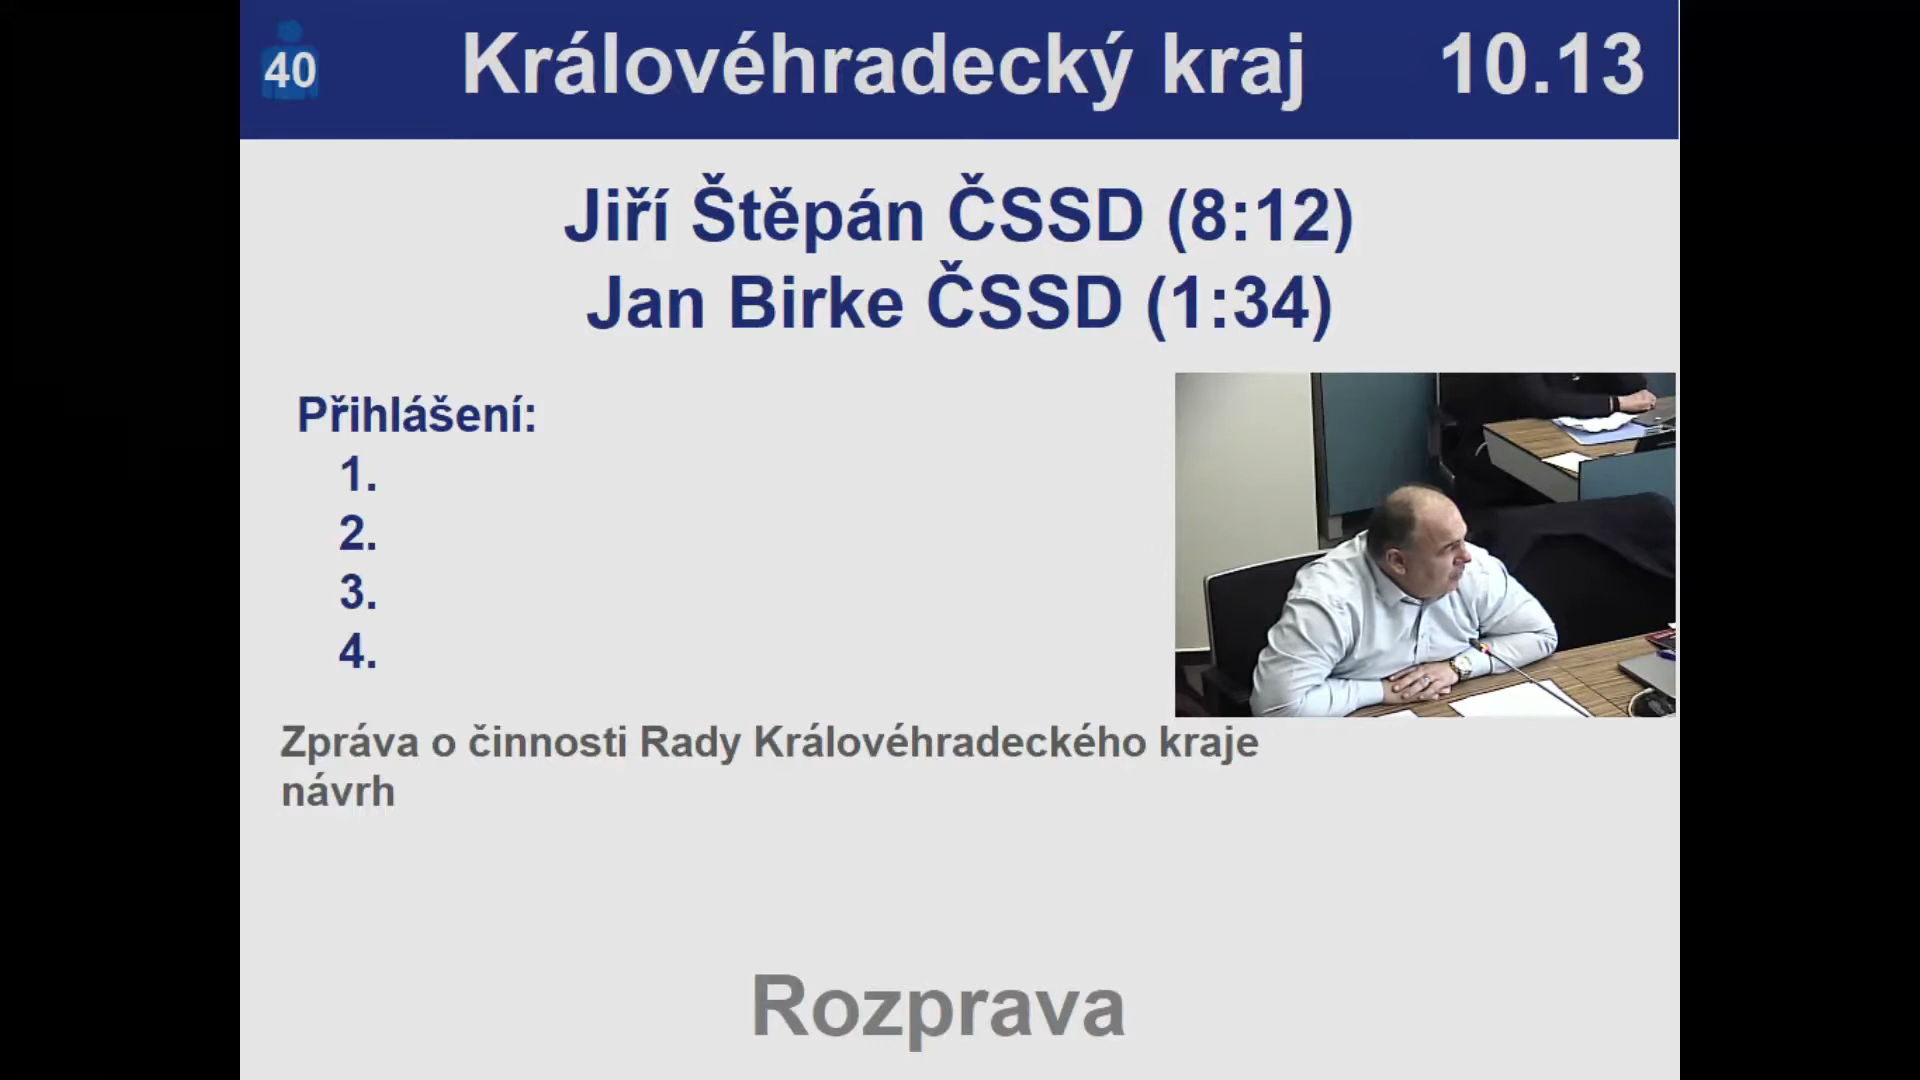 40
Královéhradecký kraj
10.13
Jiří Štěpán ČSSD (8:12)
Jan Birke ČSSD (1:34)
Přihlášení:
1.
2.
3.
4.
Zpráva o činnosti Rady Královéhradeckého kraje
návrh
Rozprava